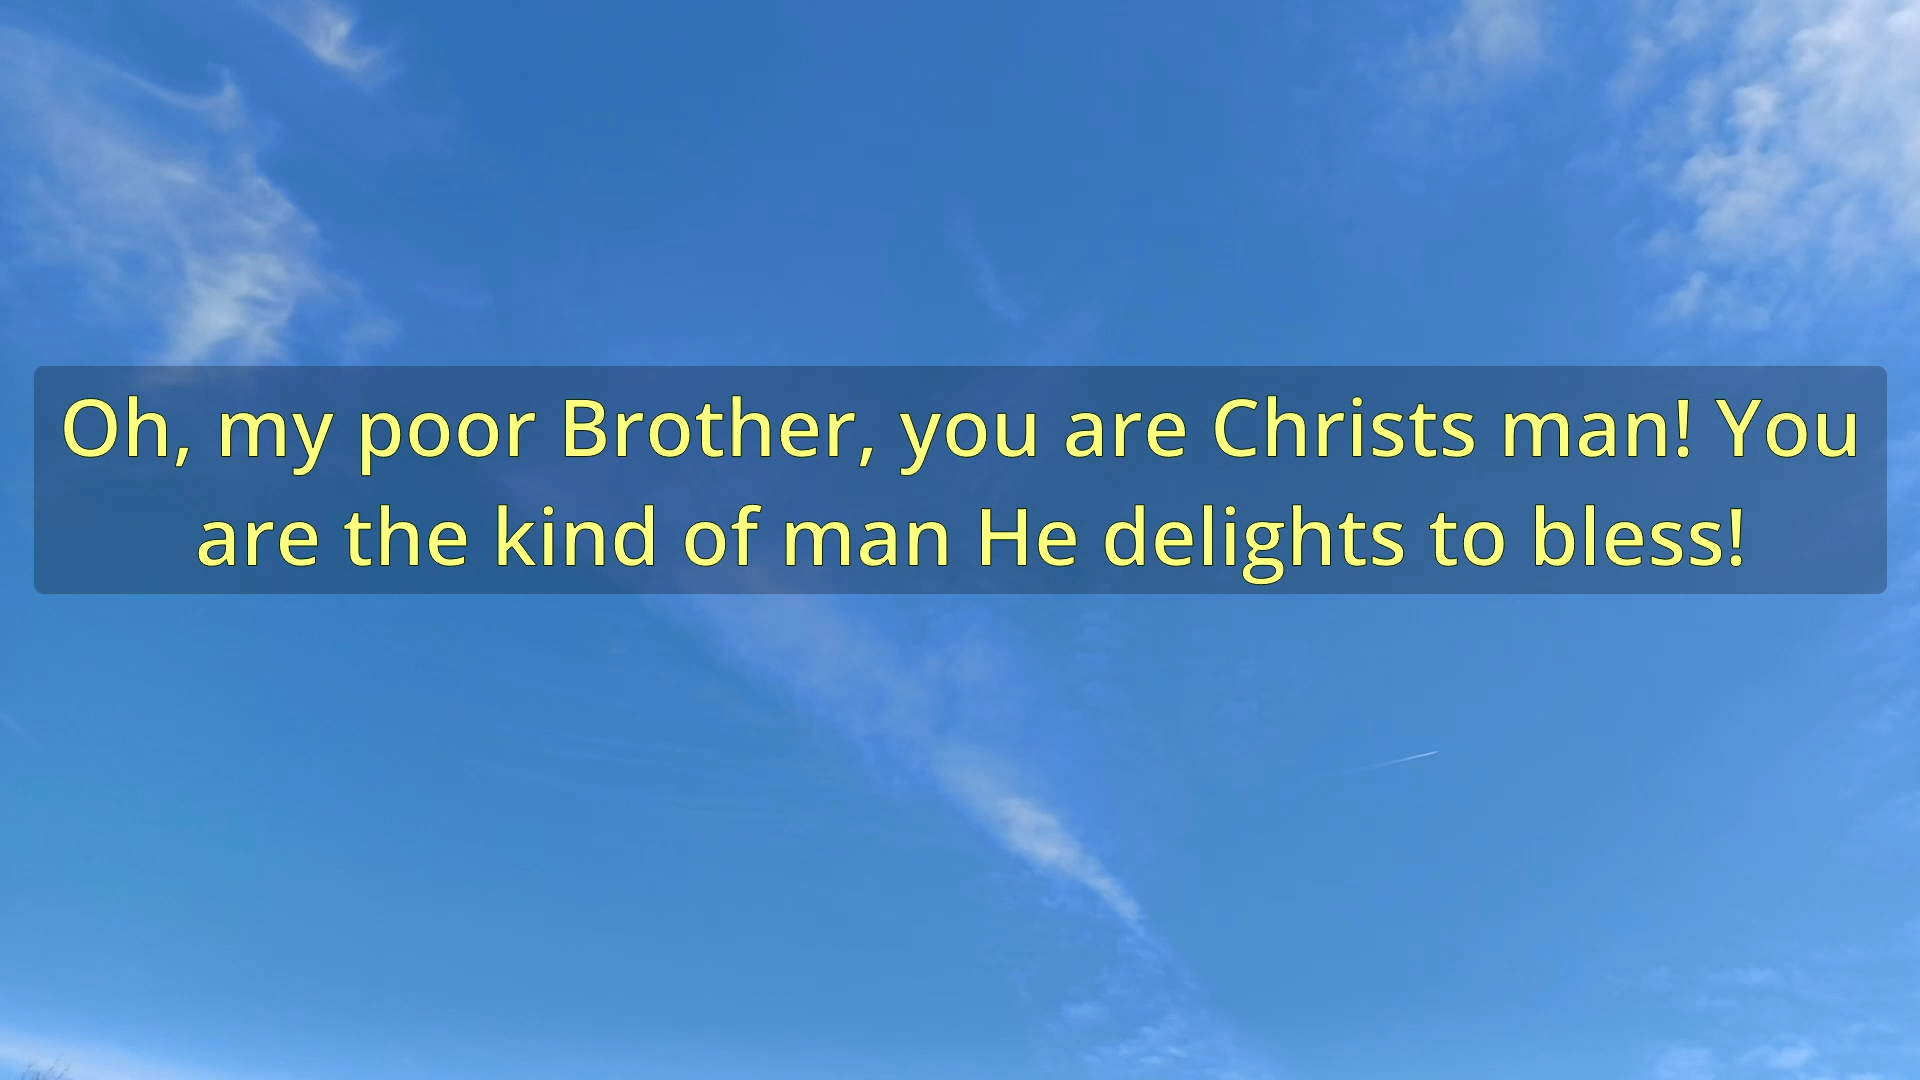 Oh, my poor Brother, you are Christs man! You
are the kind of man He delights to bless!